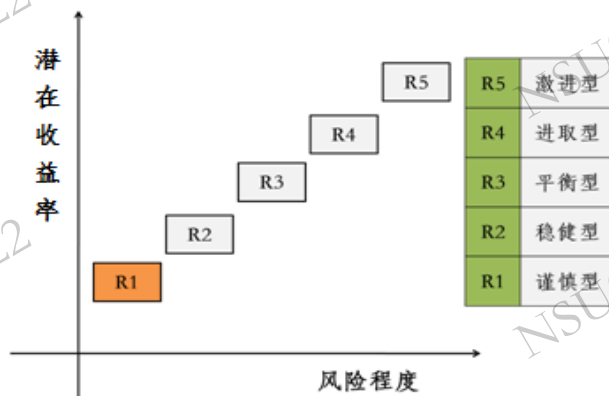 潜在收益率
R5
R4
R3
R2
R1
风险程度
R5 激进型
R4 进取型
R3 平衡型
R2 稳健型
R1 谨慎型